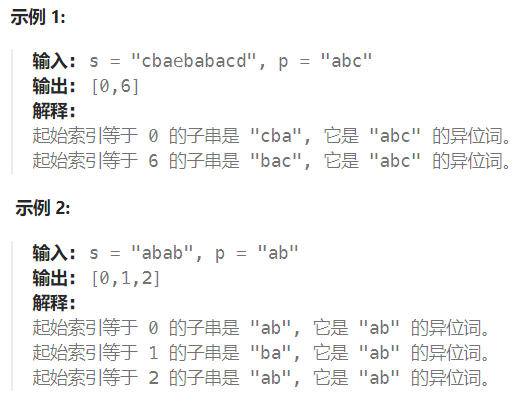 示例 1:
输入: s = "cbaebabacd", p = "abc"
输出: [0,6]
解释:
起始索引等于 0 的子串是 "cba", 它是 "abc" 的异位词。
起始索引等于 6 的子串是 "bac", 它是 "abc" 的异位词。
示例 2:
输入: s = "abab", p = "ab"
输出: [0,1,2]
解释:
起始索引等于 0 的子串是 "ab", 它是 "ab" 的异位词。
起始索引等于 1 的子串是 "ba", 它是 "ab" 的异位词。
起始索引等于 2 的子串是 "ab", 它是 "ab" 的异位词。